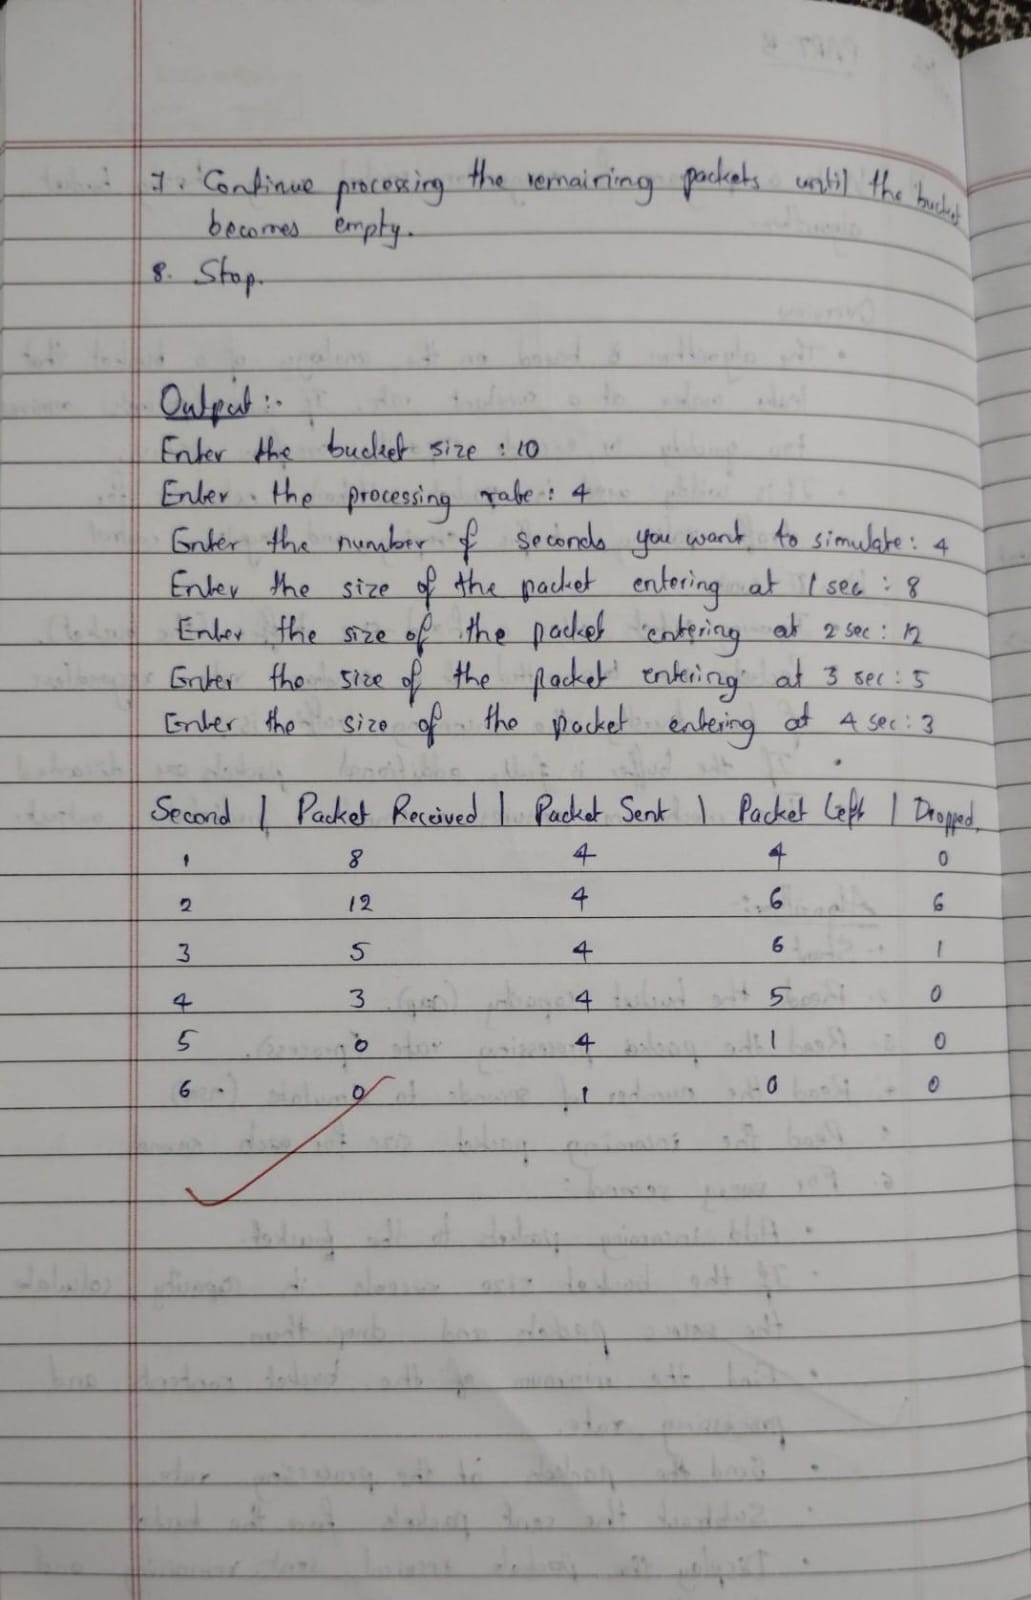 7. Continue processing the remaining packets until the bucket
becomes empty.
8. Stop.
Output :-
Enter the bucket size : 10
Enter the processing rate : 4
Enter the number of seconds you want to simulate : 4
Enter the size of the packet entering at 1 sec : 8
Enter the size of the packet entering at 2 sec : 12
Enter the size of the packet entering at 3 sec : 5
Enter the size of the packet entering at 4 sec : 3
Second | Packet Received | Packet Sent | Packet Left | Dropped
1 8 4 4 0
2 12 4 6 6
3 5 4 6 1
4 3 4 5 0
5 0 4 1 0
6 0 1 0 0